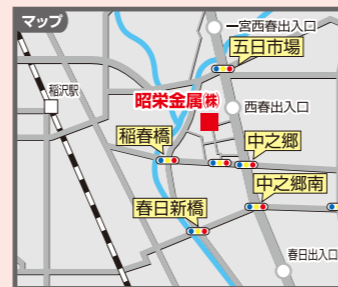 マップ
一宮西春出入口
五日市場
稲沢駅
昭栄金属㈱
西春出入口
稲春橋
中之郷
中之郷南
春日新橋
春日出入口